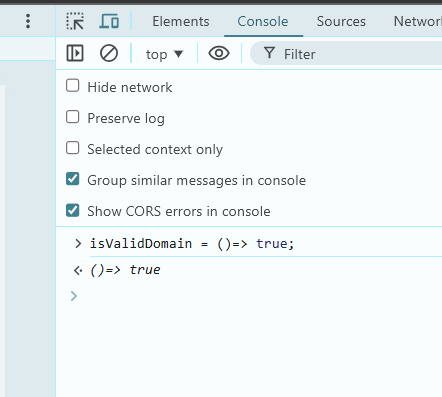 Elements Console Sources Networ
top Filter
Hide network
Preserve log
Selected context only
Group similar messages in console
Show CORS errors in console
isValidDomain = ()=> true;
()=> true